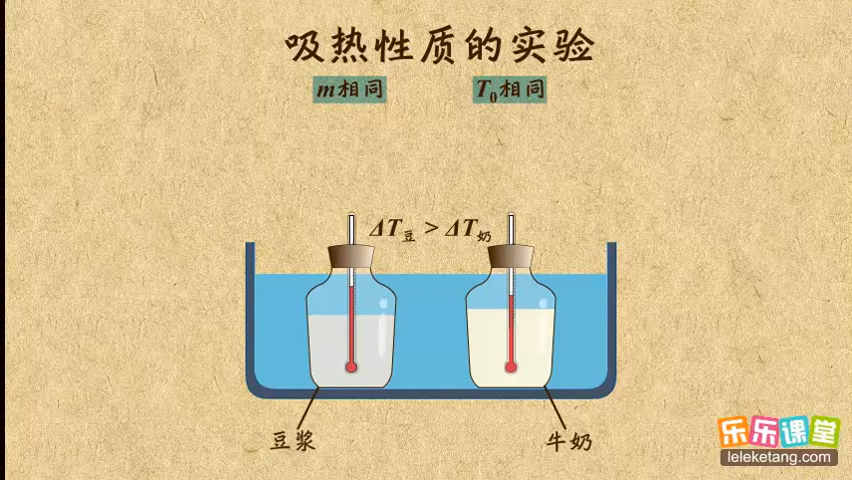 吸热性质的实验
m相同 T₀相同
ΔT豆 > ΔT奶
豆浆 牛奶
乐乐课堂
leleketang.com